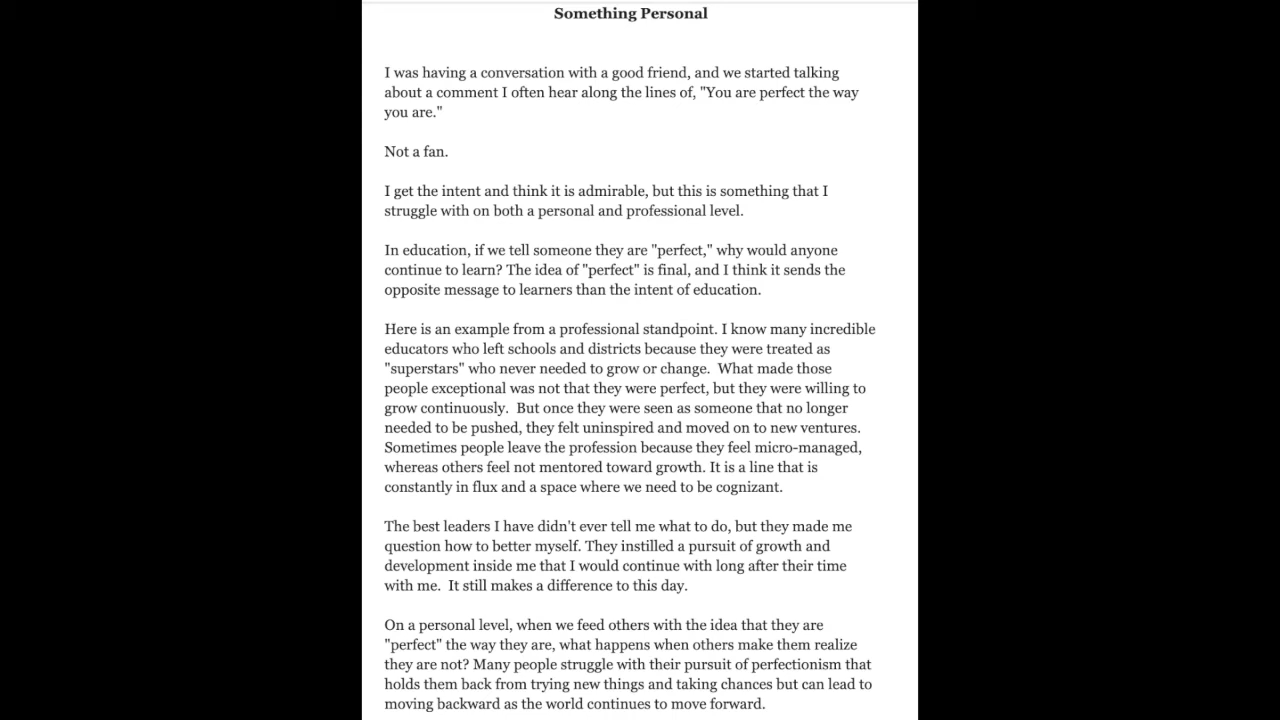 Something Personal
I was having a conversation with a good friend, and we started talking
about a comment I often hear along the lines of, "You are perfect the way
you are."
Not a fan.
I get the intent and think it is admirable, but this is something that I
struggle with on both a personal and professional level.
In education, if we tell someone they are "perfect," why would anyone
continue to learn? The idea of "perfect" is final, and I think it sends the
opposite message to learners than the intent of education.
Here is an example from a professional standpoint. I know many incredible
educators who left schools and districts because they were treated as
"superstars" who never needed to grow or change.  What made those
people exceptional was not that they were perfect, but they were willing to
grow continuously.  But once they were seen as someone that no longer
needed to be pushed, they felt uninspired and moved on to new ventures.
Sometimes people leave the profession because they feel micro-managed,
whereas others feel not mentored toward growth. It is a line that is
constantly in flux and a space where we need to be cognizant.
The best leaders I have didn't ever tell me what to do, but they made me
question how to better myself. They instilled a pursuit of growth and
development inside me that I would continue with long after their time
with me.  It still makes a difference to this day.
On a personal level, when we feed others with the idea that they are
"perfect" the way they are, what happens when others make them realize
they are not? Many people struggle with their pursuit of perfectionism that
holds them back from trying new things and taking chances but can lead to
moving backward as the world continues to move forward.